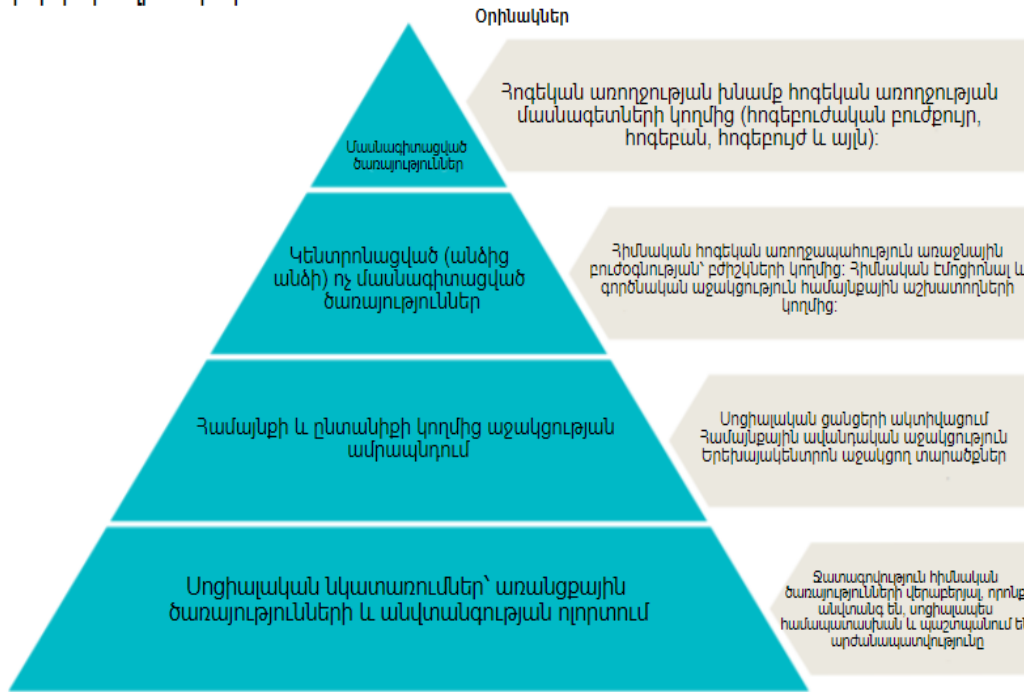 Օրինակներ
Հոգեկան առողջության խնամք հոգեկան առողջության
մասնագետների կողմից (հոգեբուժական բուժքույր,
հոգեբան, հոգեբույժ և այլն):
Մասնագիտացված
ծառայություններ
Կենտրոնացված (անձից
անձի) ոչ մասնագիտացված
ծառայություններ
Հիմնական հոգեկան առողջապահություն առաջնային
բուժօգնության՝ բժիշկների կողմից: Հիմնական էմոցիոնալ և
գործնական աջակցություն համայնքային աշխատողների
կողմից:
Համայնքի և ընտանիքի կողմից աջակցության
ամրապնդում
Սոցիալական ցանցերի ակտիվացում
Համայնքային ավանդական աջակցություն
Երեխայակենտրոն աջակցող տարածքներ
Սոցիալական նկատառումներ՝ առանցքային
ծառայությունների և անվտանգության ոլորտում
Ջատագովություն հիմնական
ծառայությունների վերաբերյալ, որոնք
անվտանգ են, սոցիալապես
համապատասխան և պաշտպանում են
արժանապատվությունը